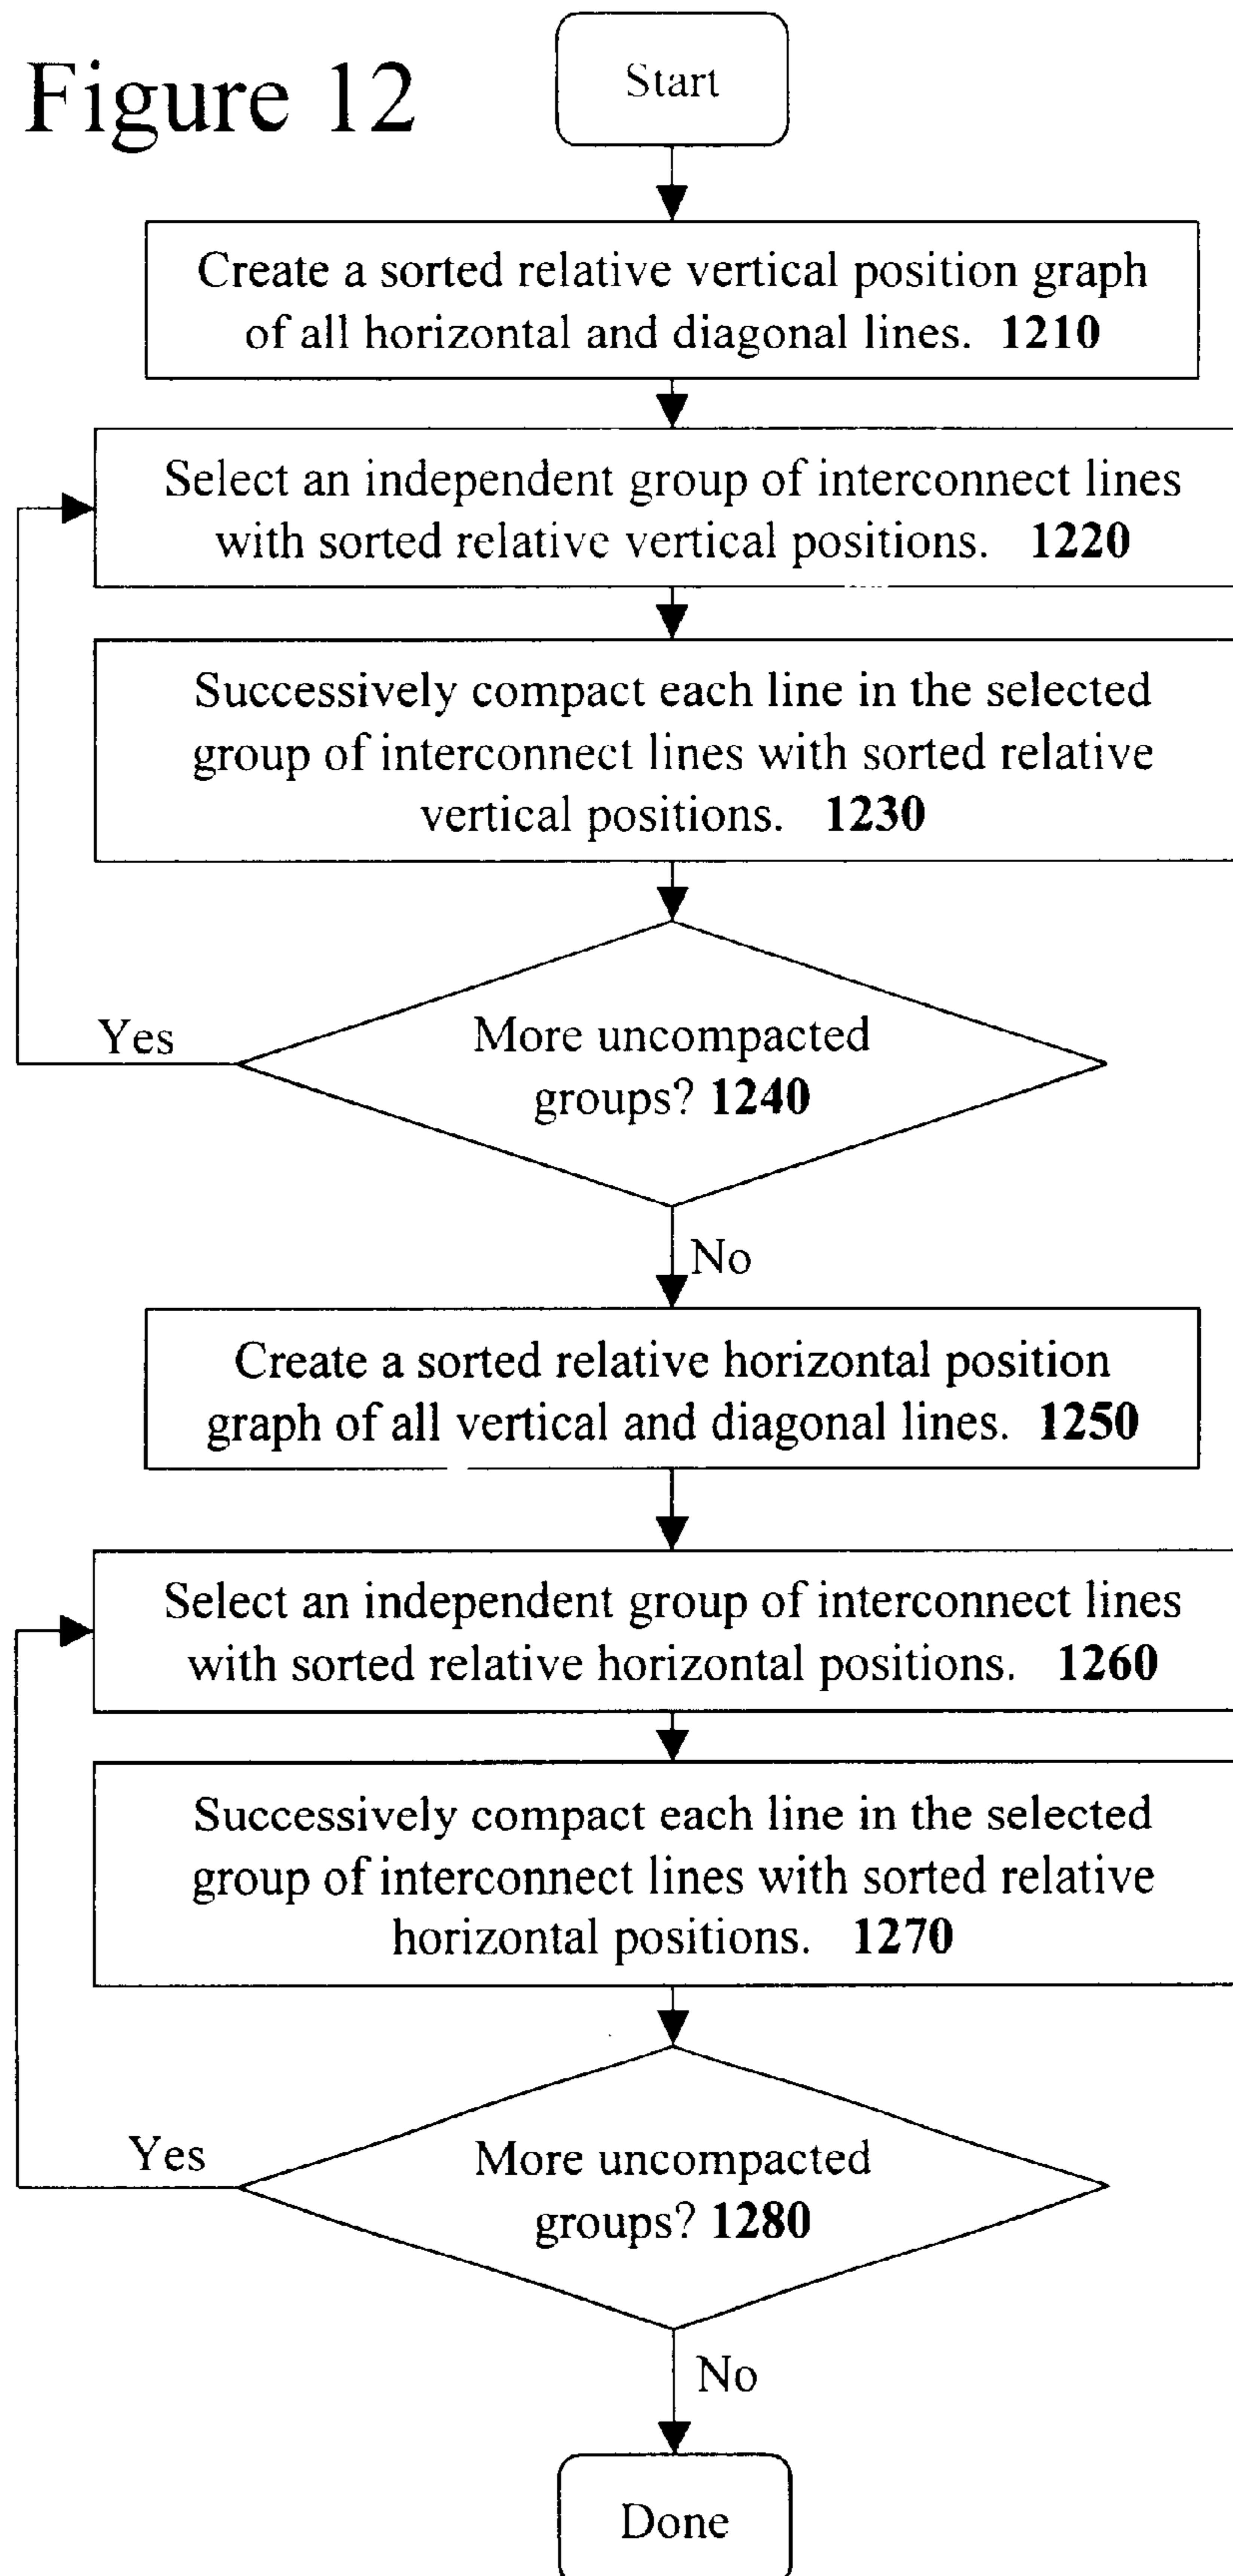 Figure 12
Start
Create a sorted relative vertical position graph
of all horizontal and diagonal lines. 1210
Select an independent group of interconnect lines
with sorted relative vertical positions. 1220
Successively compact each line in the selected
group of interconnect lines with sorted relative
vertical positions. 1230
Yes
More uncompacted
groups? 1240
No
Create a sorted relative horizontal position
graph of all vertical and diagonal lines. 1250
Select an independent group of interconnect lines
with sorted relative horizontal positions. 1260
Successively compact each line in the selected
group of interconnect lines with sorted relative
horizontal positions. 1270
Yes
More uncompacted
groups? 1280
No
Done